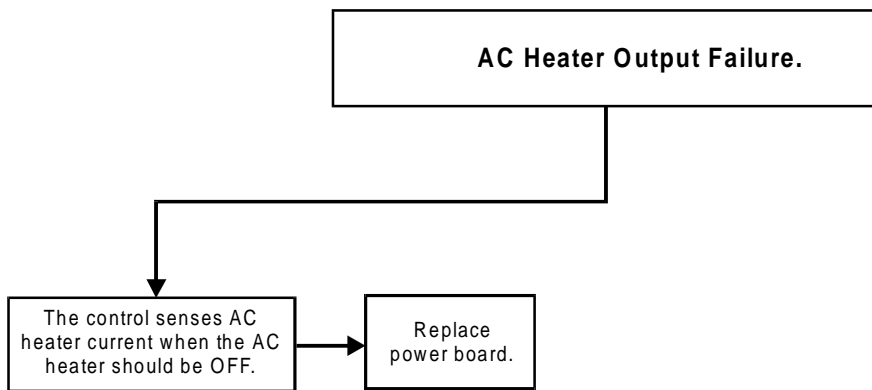 AC Heater Output Failure.
The control senses AC
heater current when the AC
heater should be OFF.
Replace
power board.